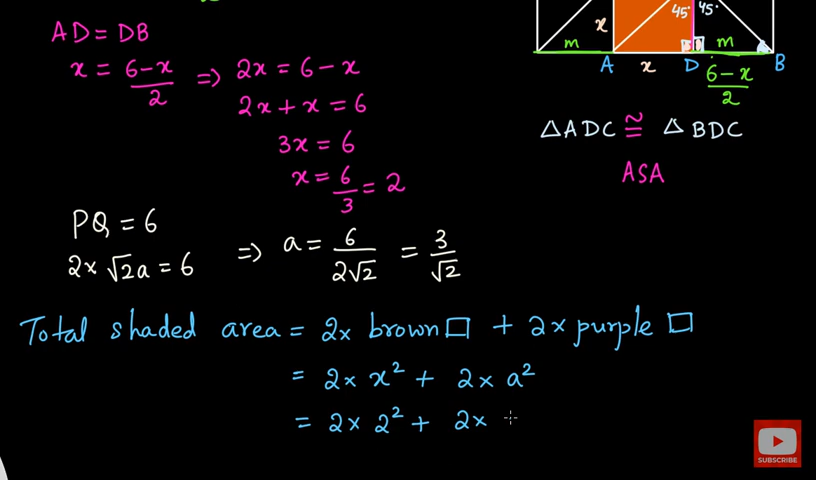 45° 45°
x
m m
A x D 6-x/2 B
AD = DB
x = 6-x/2 ⇒ 2x = 6-x
2x + x = 6
3x = 6
x = 6/3 = 2
△ADC ≅ △BDC
ASA
PQ = 6
2× √2a = 6 ⇒ a = 6/2√2 = 3/√2
Total shaded area = 2x brown □ + 2x purple □
= 2× x² + 2× a²
= 2× 2² + 2×
SUBSCRIBE